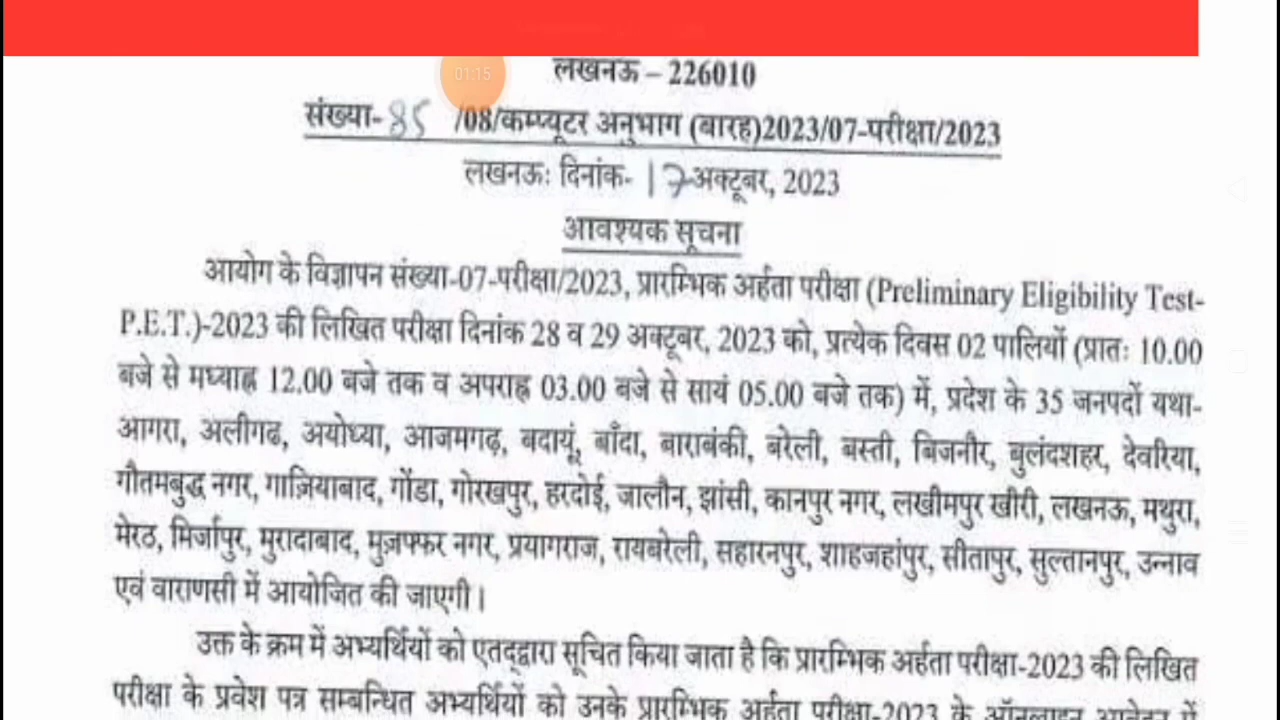 01:15
लखनऊ – 226010
संख्या- 85 /08/कम्प्यूटर अनुभाग (बारह)2023/07-परीक्षा/2023
लखनऊः दिनांक- 17 अक्टूबर, 2023
आवश्यक सूचना
आयोग के विज्ञापन संख्या-07-परीक्षा/2023, प्रारम्भिक अर्हता परीक्षा (Preliminary Eligibility Test-
P.E.T.)-2023 की लिखित परीक्षा दिनांक 28 व 29 अक्टूबर, 2023 को, प्रत्येक दिवस 02 पालियों (प्रातः 10.00
बजे से मध्याह्न 12.00 बजे तक व अपराह्न 03.00 बजे से सायं 05.00 बजे तक) में, प्रदेश के 35 जनपदों यथा-
आगरा, अलीगढ, अयोध्या, आजमगढ़, बदायूं, बाँदा, बाराबंकी, बरेली, बस्ती, बिजनौर, बुलंदशहर, देवरिया,
गौतमबुद्ध नगर, गाज़ियाबाद, गोंडा, गोरखपुर, हरदोई, जालौन, झांसी, कानपुर नगर, लखीमपुर खीरी, लखनऊ, मथुरा,
मेरठ, मिर्जापुर, मुरादाबाद, मुज़फ्फर नगर, प्रयागराज, रायबरेली, सहारनपुर, शाहजहांपुर, सीतापुर, सुल्तानपुर, उन्नाव
एवं वाराणसी में आयोजित की जाएगी।
उक्त के क्रम में अभ्यर्थियों को एतद्द्वारा सूचित किया जाता है कि प्रारम्भिक अर्हता परीक्षा-2023 की लिखित
परीक्षा के प्रवेश पत्र सम्बन्धित अभ्यर्थियों को उनके प्रारम्भिक अर्हता परीक्षा-2023 के ऑनलाइन आवेदन में